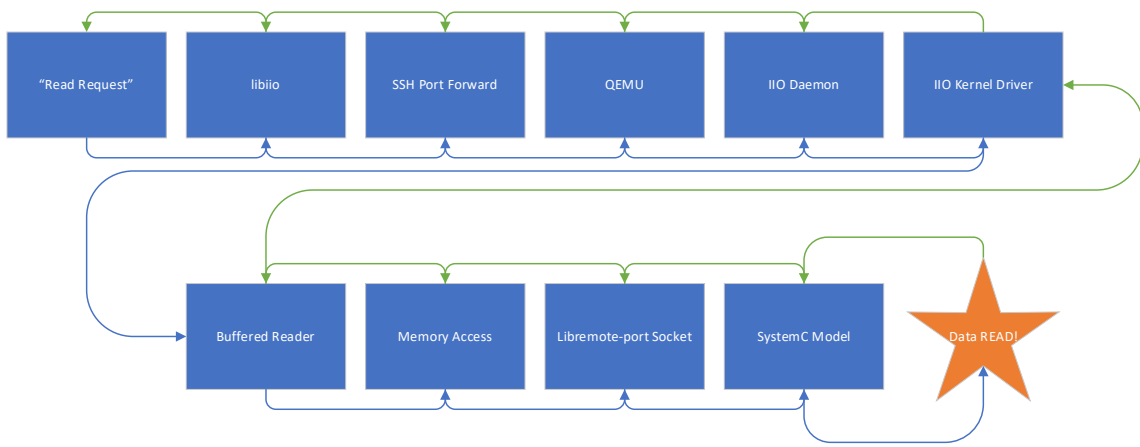 “Read Request”
libiio
SSH Port Forward
QEMU
IIO Daemon
IIO Kernel Driver
Buffered Reader
Memory Access
Libremote-port Socket
SystemC Model
Data READ!